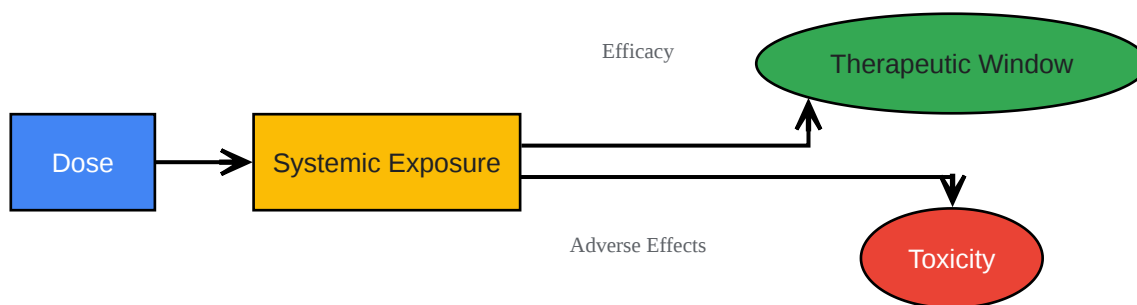 Efficacy
Therapeutic Window
Dose
Systemic Exposure
Adverse Effects
Toxicity